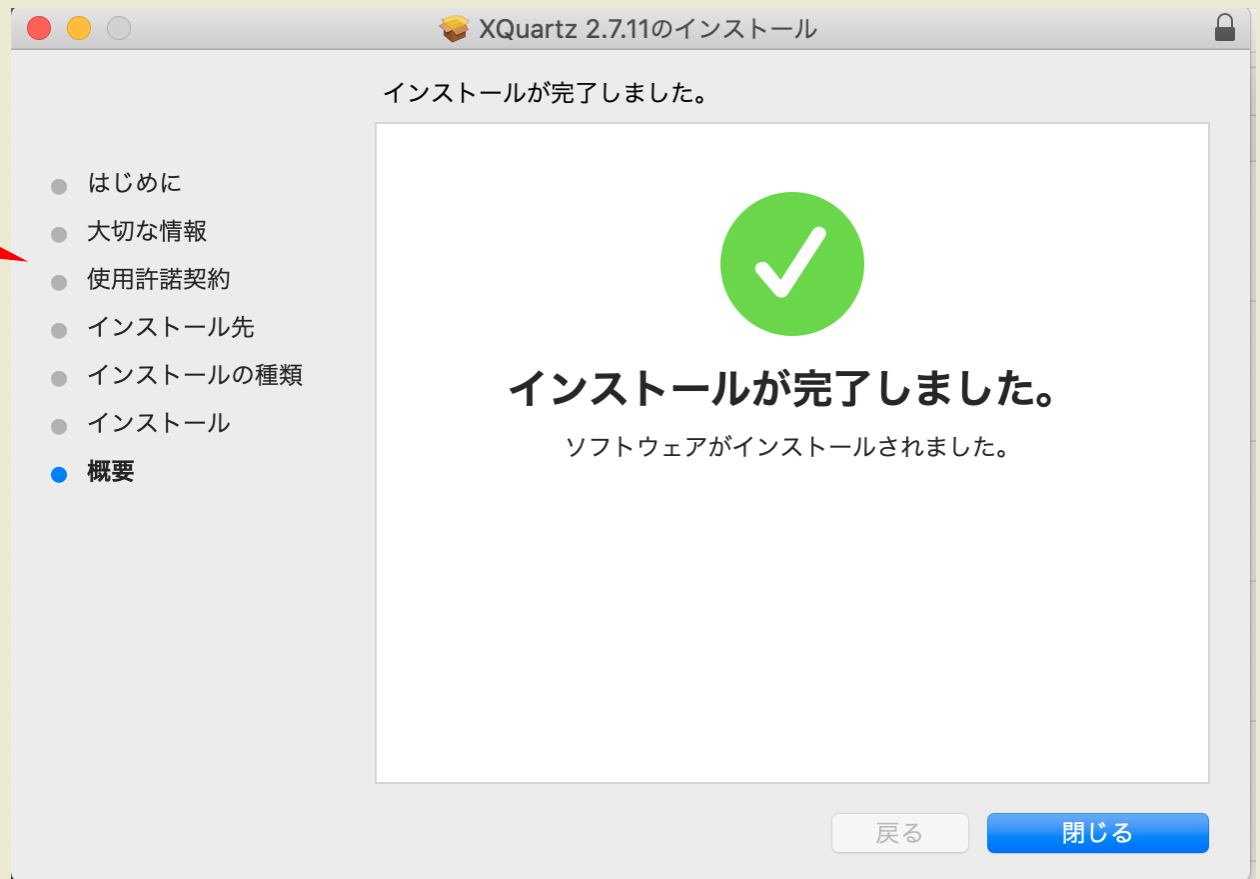 XQuartz 2.7.11のインストール
インストールが完了しました。
はじめに
大切な情報
使用許諾契約
インストール先
インストールの種類
インストール
概要
インストールが完了しました。
ソフトウェアがインストールされました。
戻る
閉じる